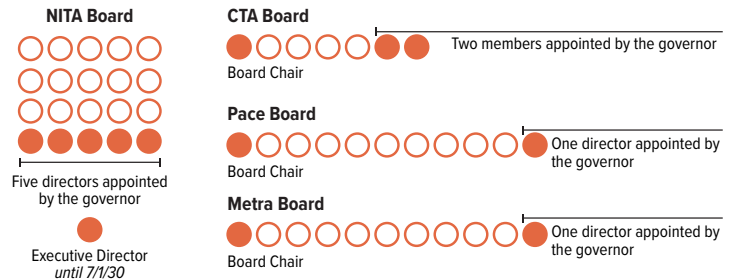 NITA Board
Five directors appointed
by the governor
Executive Director
until 7/1/30
CTA Board
Two members appointed by the governor
Board Chair
Pace Board
One director appointed by
the governor
Board Chair
Metra Board
One director appointed by
the governor
Board Chair